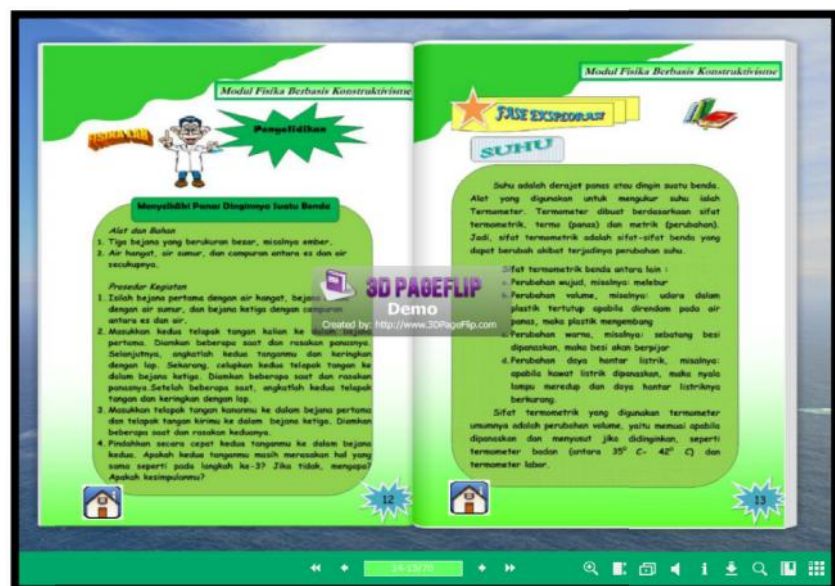 Modul Fisika Berbasis Konstruktivisme
FISIKA LAB
Penyelidikan
Menyelidiki Panas Dinginnya Suatu Benda
Alat dan Bahan
1. Tiga bejana yang berukuran besar, misalnya ember.
2. Air hangat, air sumur, dan campuran antara es dan air
secukupnya.
Prosedur Kegiatan
1. Isilah bejana pertama dengan air hangat, bejana
dengan air sumur, dan bejana ketiga dengan campuran
antara es dan air.
2. Masukkan kedua telapak tangan kalian ke dalam bejana
pertama. Diamkan beberapa saat dan rasakan panasnya.
Selanjutnya, angkatlah kedua tanganmu dan keringkan
dengan lap. Sekarang, celupkan kedua telapak tangan ke
dalam bejana ketiga. Diamkan beberapa saat dan rasakan
panasnya.Setelah beberapa saat, angkatlah kedua telapak
tangan dan keringkan dengan lap.
3. Masukkan telapak tangan kananmu ke dalam bejana pertama
dan telapak tangan kirimu ke dalam bejana ketiga. Diamkan
beberapa saat dan rasakan keduanya.
4. Pindahkan secara cepat kedua tanganmu ke dalam bejana
kedua. Apakah kedua tanganmu masih merasakan hal yang
sama seperti pada langkah ke-3? Jika tidak, mengapa?
Apakah kesimpulanmu?
12
Modul Fisika Berbasis Konstruktivisme
FASE EKSPLORASI
SUHU
Suhu adalah derajat panas atau dingin suatu benda.
Alat yang digunakan untuk mengukur suhu ialah
Termometer. Termometer dibuat berdasarkan sifat
termometrik, termo (panas) dan metrik (perubahan).
Jadi, sifat termometrik adalah sifat-sifat benda yang
dapat berubah akibat terjadinya perubahan suhu.
Sifat termometrik benda antara lain :
a. Perubahan wujud, misalnya: melebur
b. Perubahan volume, misalnya: udara dalam
plastik tertutup apabila direndam pada air
panas, maka plastik mengembang
c. Perubahan warna, misalnya: sebatang besi
dipanaskan, maka besi akan berpijar
d. Perubahan daya hantar listrik, misalnya:
apabila kawat listrik dipanaskan, maka nyala
lampu meredup dan daya hantar listriknya
berkurang.
Sifat termometrik yang digunakan termometer
umumnya adalah perubahan volume, yaitu memuai apabila
dipanaskan dan menyusut jika didinginkan, seperti
termometer badan (antara 35⁰ C- 42⁰ C) dan
termometer labor.
13
3D PAGEFLIP
Demo
Created by: http://www.3DPageFlip.com
14-15/70